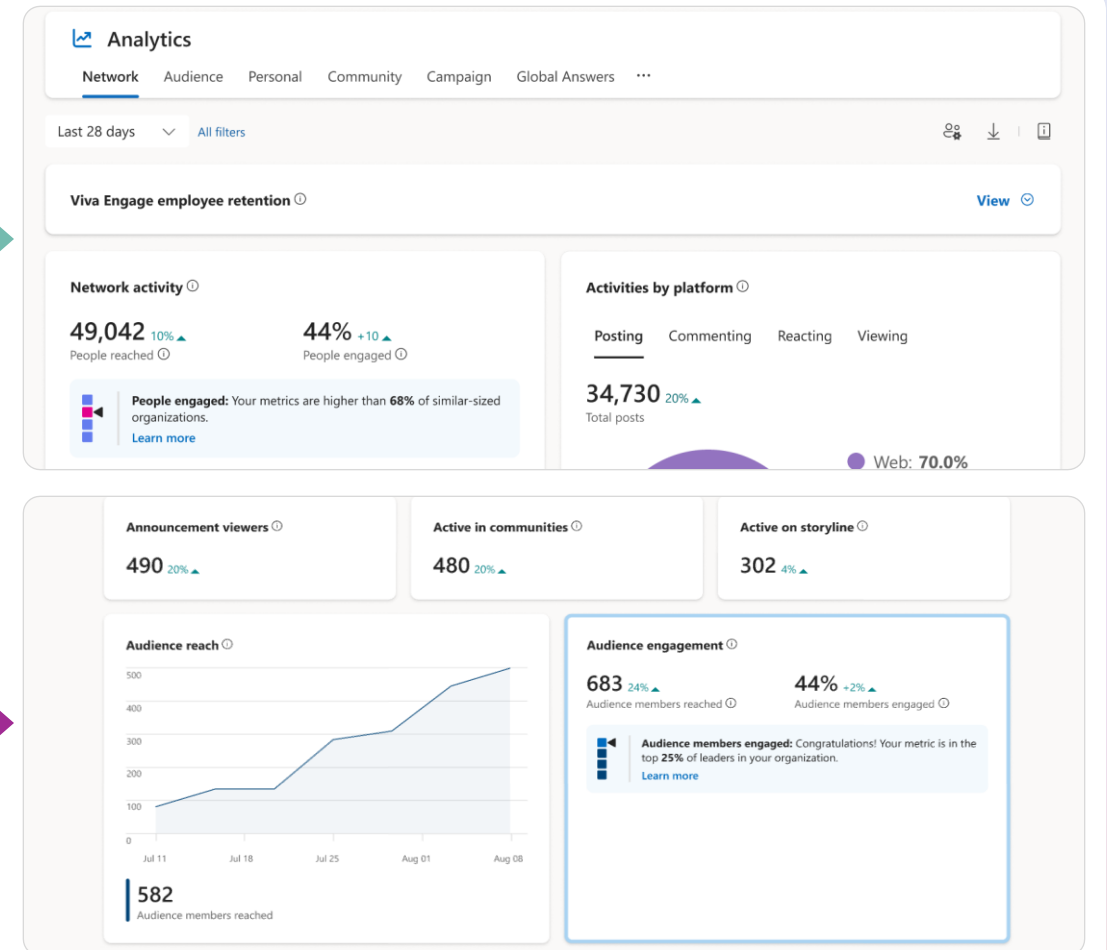 Analytics
Network Audience Personal Community Campaign Global Answers ...
Last 28 days All filters
Viva Engage employee retention View
Network activity
49,042 10%
People reached
44% +10
People engaged
People engaged: Your metrics are higher than 68% of similar-sized
organizations.
Learn more
Activities by platform
Posting Commenting Reacting Viewing
34,730 20%
Total posts
Web: 70.0%
Announcement viewers
490 20%
Active in communities
480 20%
Active on storyline
302 4%
Audience reach
500
400
300
200
100
0
Jul 11 Jul 18 Jul 25 Aug 01 Aug 08
582
Audience members reached
Audience engagement
683 24%
Audience members reached
44% +2%
Audience members engaged
Audience members engaged: Congratulations! Your metric is in the
top 25% of leaders in your organization.
Learn more